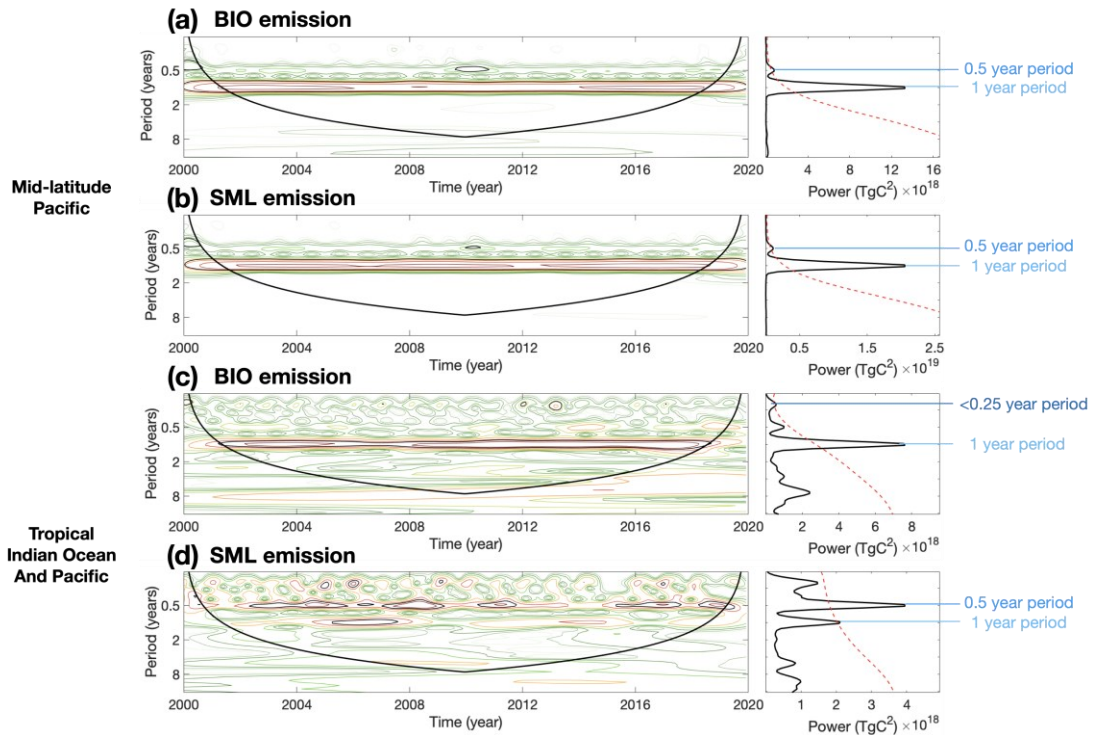 (a) BIO emission
Period (years)
0.5
2
8
2000 2004 2008 2012 2016 2020
Time (year)
4 8 12 16
Power (TgC²) ×10¹⁸
0.5 year period
1 year period
Mid-latitude
Pacific
(b) SML emission
Period (years)
0.5
2
8
2000 2004 2008 2012 2016 2020
Time (year)
0.5 1 1.5 2 2.5
Power (TgC²) ×10¹⁹
0.5 year period
1 year period
(c) BIO emission
Period (years)
0.5
2
8
2000 2004 2008 2012 2016 2020
Time (year)
2 4 6 8
Power (TgC²) ×10¹⁸
<0.25 year period
1 year period
Tropical
Indian Ocean
And Pacific
(d) SML emission
Period (years)
0.5
2
8
2000 2004 2008 2012 2016 2020
Time (year)
1 2 3 4
Power (TgC²) ×10¹⁸
0.5 year period
1 year period